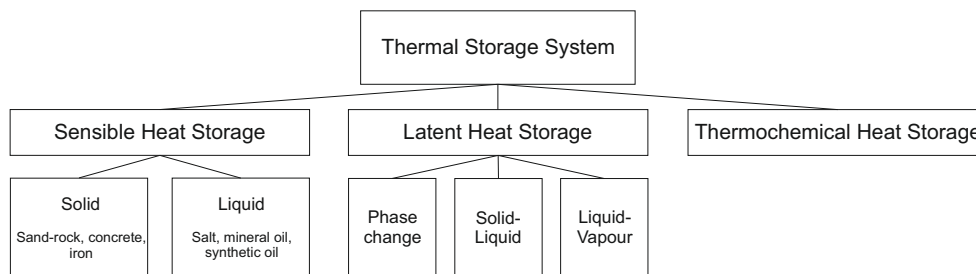 Thermal Storage System
Sensible Heat Storage
Latent Heat Storage
Thermochemical Heat Storage
Solid
Sand-rock, concrete,
iron
Liquid
Salt, mineral oil,
synthetic oil
Phase
change
Solid-
Liquid
Liquid-
Vapour